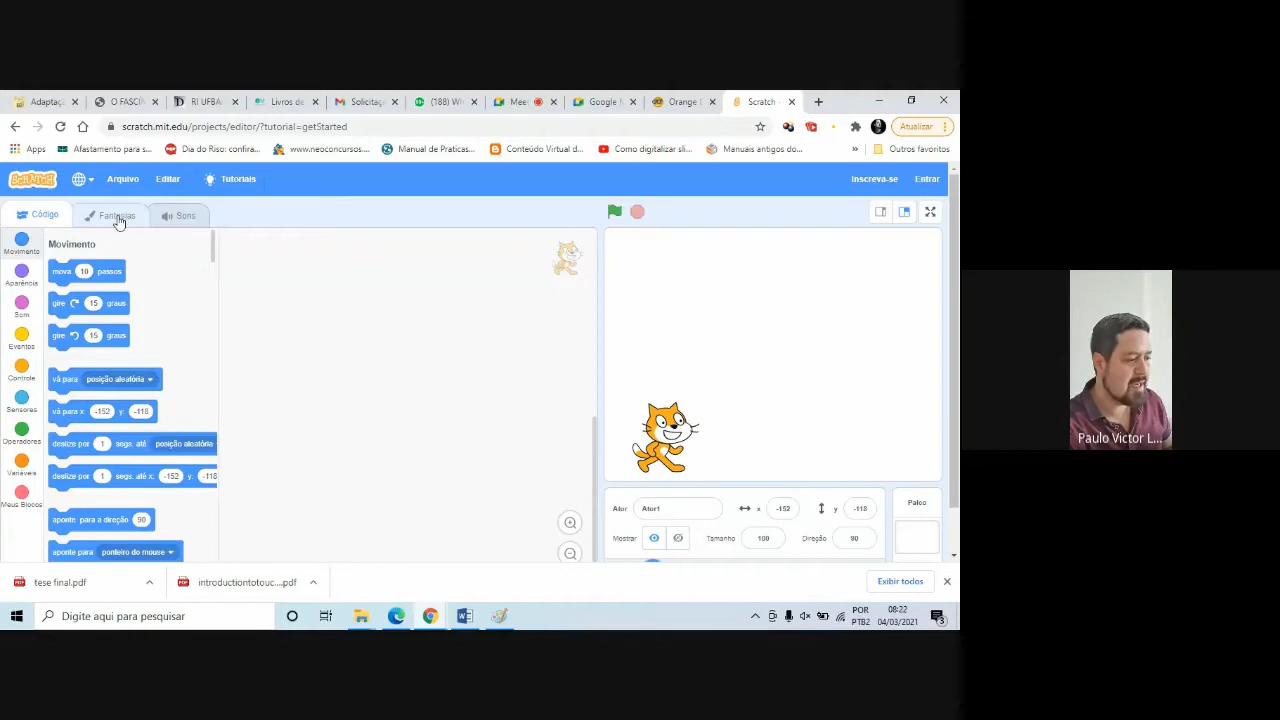 Adaptaç
O FASCÍN
RI UFBA:
Livros de
Solicitaç
(188) W
Mee
Google M
Orange
Scratch -
scratch.mit.edu/projets/editor/?tutorial=getStarted
Atualizar
Apps
Afastamento para s...
Dia do Riso: confira...
www.neoconcursos....
Manual de Praticas...
Conteúdo Virtual d...
Como digitalizar sli...
Manuais antigos do...
»
Outros favoritos
SCRATCH
Arquivo
Editar
Tutoriais
Inscreva-se
Entrar
Código
Fantasias
Sons
Movimento
Aparência
Som
Eventos
Controle
Sensores
Operadores
Variáveis
Meus Blocos
Movimento
mova 10 passos
gire 15 graus
gire 15 graus
vá para posição aleatória
vá para x: -152 y: -118
deslize por 1 segs. até posição aleatória
deslize por 1 segs. até x: -152 y: -118
aponte para a direção 90
aponte para ponteiro do mouse
Ator Ator1 x -152 y -118
Mostrar Tamanho 100 Direção 90
Palco
Paulo Victor L...
tese final.pdf
introductiontotouc....pdf
Exibir todos
Digite aqui para pesquisar
POR
PTB2
08:22
04/03/2021
3